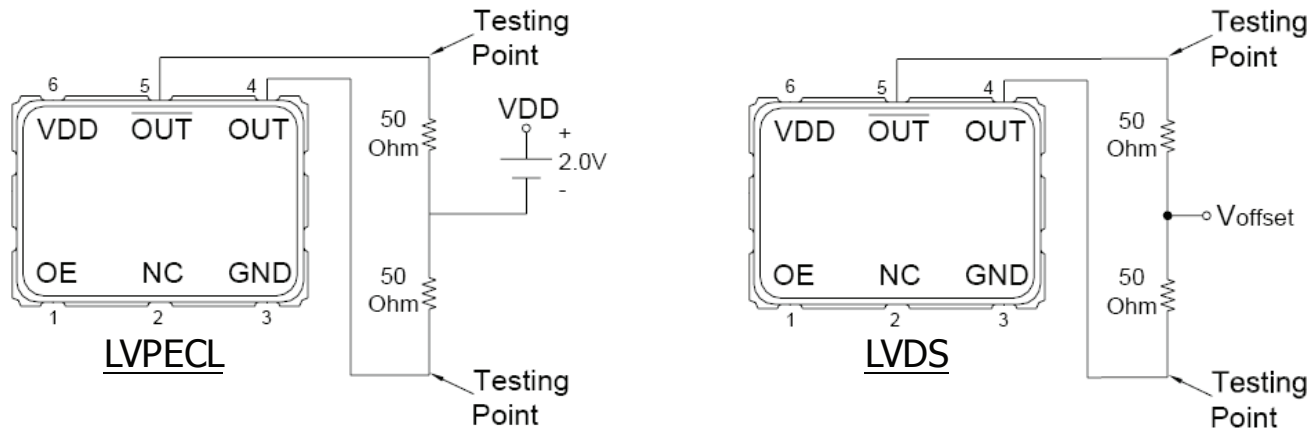 Testing
Point
6
5
4
VDD
OUT
OUT
50
Ohm
VDD
+
2.0V
-
OE
NC
GND
50
Ohm
1
2
3
LVPECL
Testing
Point
Testing
Point
6
5
4
VDD
OUT
OUT
50
Ohm
Voffset
OE
NC
GND
50
Ohm
1
2
3
LVDS
Testing
Point